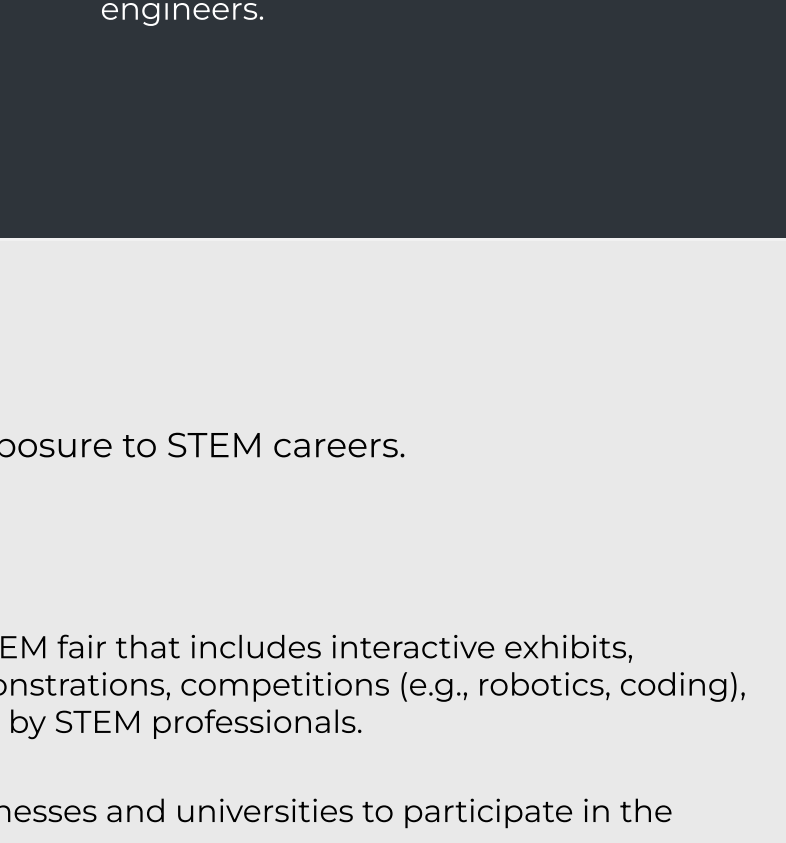 engineers.
posure to STEM careers.
EM fair that includes interactive exhibits,
onstrations, competitions (e.g., robotics, coding),
by STEM professionals.
nesses and universities to participate in the